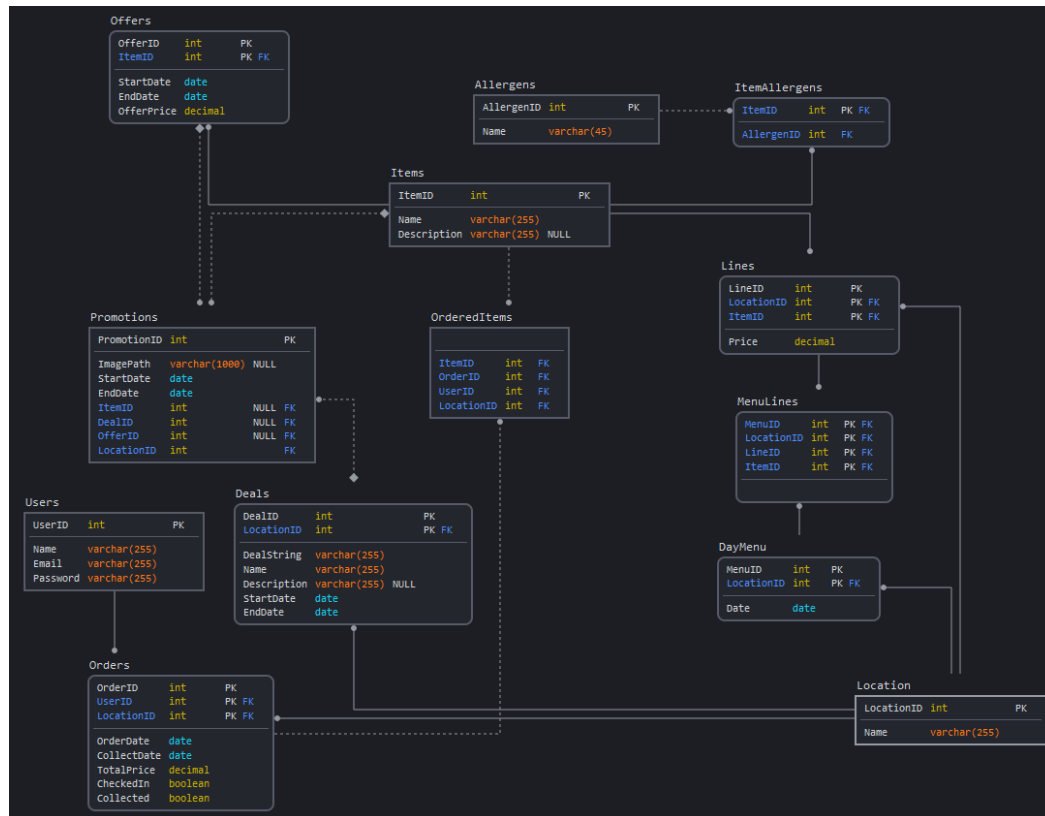 Offers
OfferID int PK
ItemID int PK FK
StartDate date
EndDate date
OfferPrice decimal
Allergens
AllergenID int PK
Name varchar(45)
ItemAllergens
ItemID int PK FK
AllergenID int FK
Items
ItemID int PK
Name varchar(255)
Description varchar(255) NULL
Lines
LineID int PK
LocationID int PK FK
ItemID int PK FK
Price decimal
Promotions
PromotionID int PK
ImagePath varchar(1000) NULL
StartDate date
EndDate date
ItemID int NULL FK
DealID int NULL FK
OfferID int NULL FK
LocationID int FK
OrderedItems
ItemID int FK
OrderID int FK
UserID int FK
LocationID int FK
MenuLines
MenuID int PK FK
LocationID int PK FK
LineID int PK FK
ItemID int PK FK
Users
UserID int PK
Name varchar(255)
Email varchar(255)
Password varchar(255)
Deals
DealID int PK
LocationID int PK FK
DealString varchar(255)
Name varchar(255)
Description varchar(255) NULL
StartDate date
EndDate date
DayMenu
MenuID int PK
LocationID int PK FK
Date date
Orders
OrderID int PK
UserID int PK FK
LocationID int PK FK
OrderDate date
CollectDate date
TotalPrice decimal
CheckedIn boolean
Collected boolean
Location
LocationID int PK
Name varchar(255)